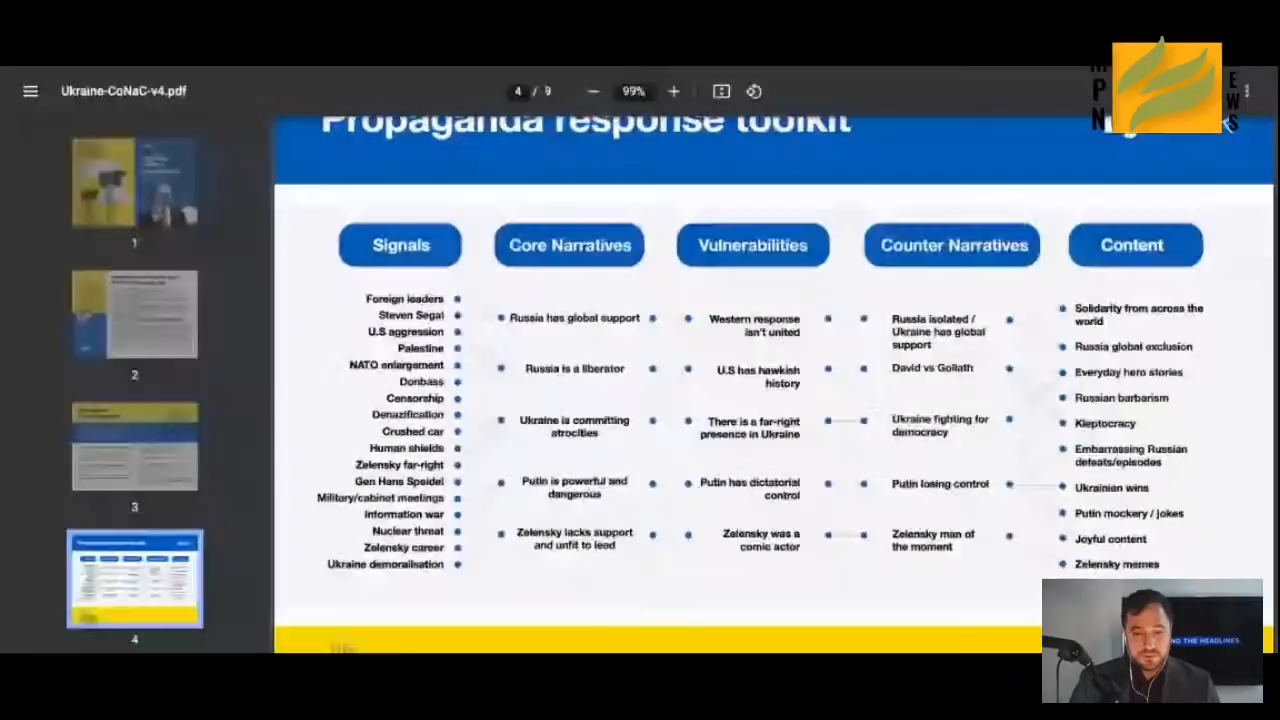 Ukraine-CoNaC-v4.pdf
4 / 9
99%
MPN
NEWS
Propaganda response toolkit
1
2
3
4
Signals
Foreign leaders
Steven Segal
U.S aggression
Palestine
NATO enlargement
Donbass
Censorship
Denazification
Crushed car
Human shields
Zelensky far-right
Gen Hans Speidel
Military/cabinet meetings
Information war
Nuclear threat
Zelensky career
Ukraine demoralisation
Core Narratives
Russia has global support
Russia is a liberator
Ukraine is committing
atrocities
Putin is powerful and
dangerous
Zelensky lacks support
and unfit to lead
Vulnerabilities
Western response
isn't united
U.S has hawkish
history
There is a far-right
presence in Ukraine
Putin has dictatorial
control
Zelensky was a
comic actor
Counter Narratives
Russia isolated /
Ukraine has global
support
David vs Goliath
Ukraine fighting for
democracy
Putin losing control
Zelensky man of
the moment
Content
Solidarity from across the
world
Russia global exclusion
Everyday hero stories
Russian barbarism
Kleptocracy
Embarrassing Russian
defeats/episodes
Ukrainian wins
Putin mockery / jokes
Joyful content
Zelensky memes
ND THE HEADLINES